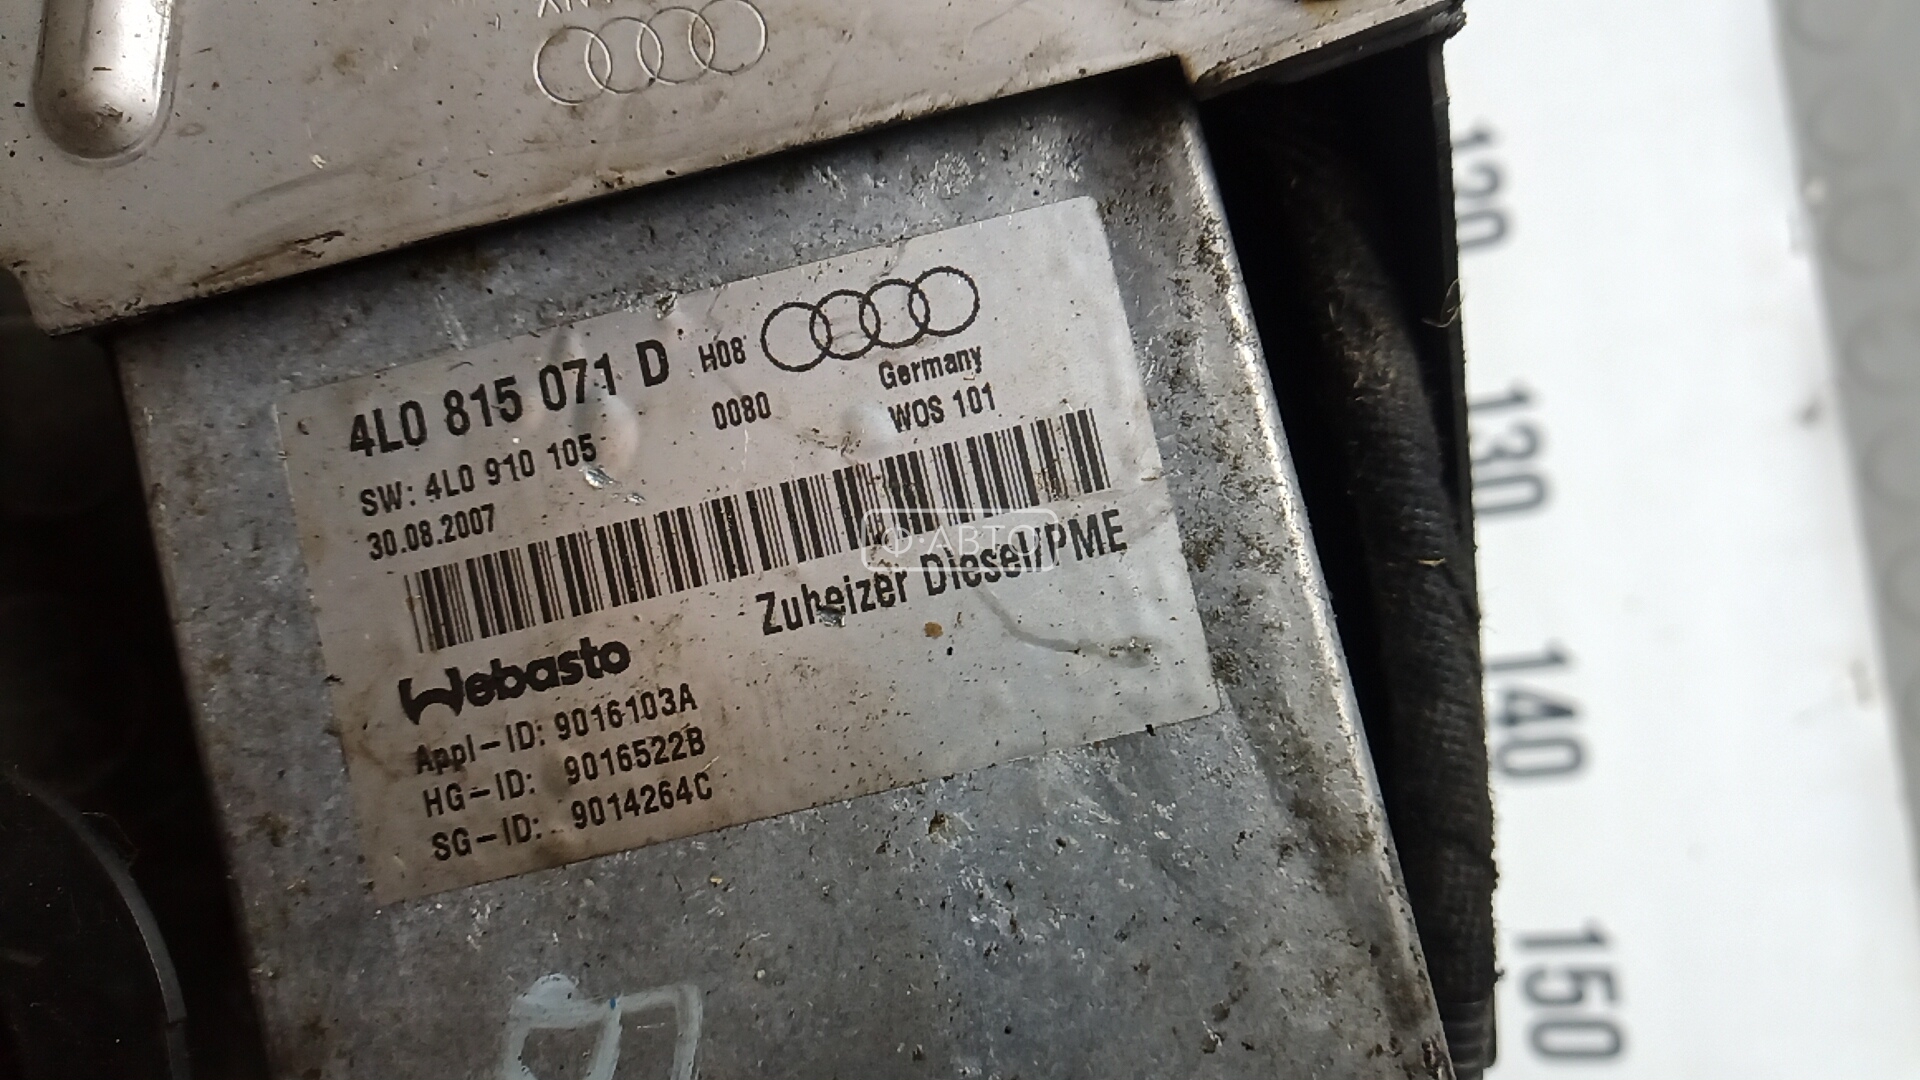 4L0 815 071 D H08
0080
Germany
WOS 101
SW: 4L0 910 105
30.08.2007
Zuheizer Diesel/PME
Webasto
Appl-ID: 9016103A
HG-ID: 9016522B
SG-ID: 9014264C
Ф·АВТО
120
130
140
150